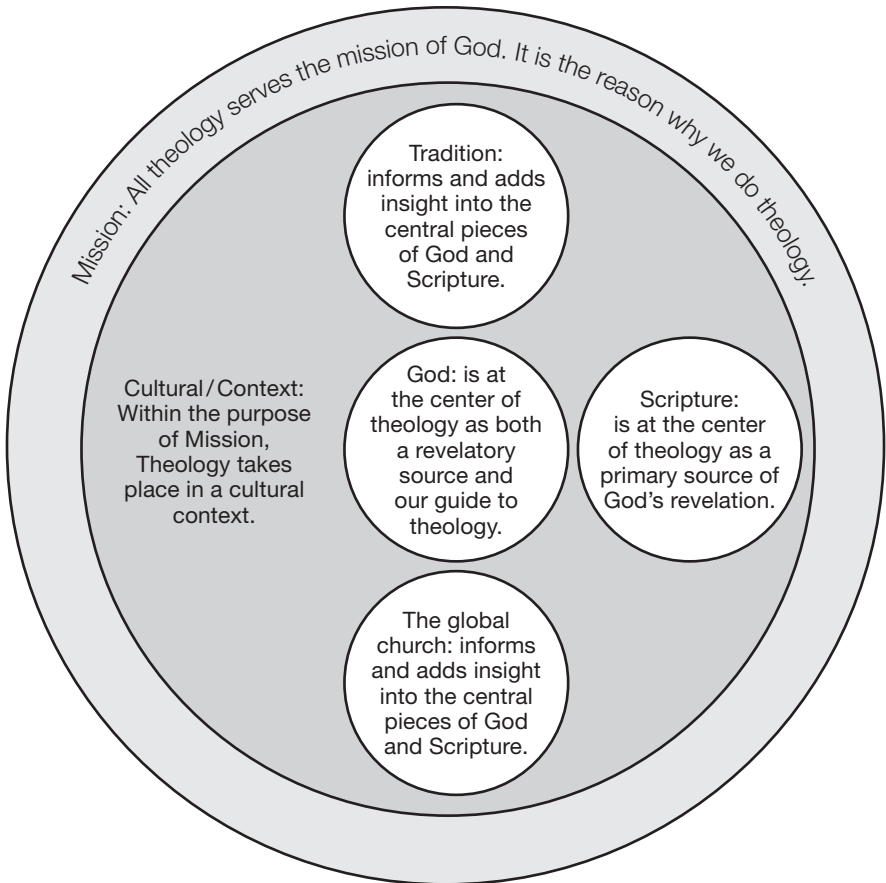 Mission: All theology serves the mission of God. It is the reason why we do theology.
Tradition:
informs and adds
insight into the
central pieces
of God and
Scripture.
Cultural/Context:
Within the purpose
of Mission,
Theology takes
place in a cultural
context.
God: is at
the center of
theology as both
a revelatory
source and
our guide to
theology.
Scripture:
is at the center
of theology as a
primary source of
God’s revelation.
The global
church: informs
and adds insight
into the central
pieces of God
and Scripture.